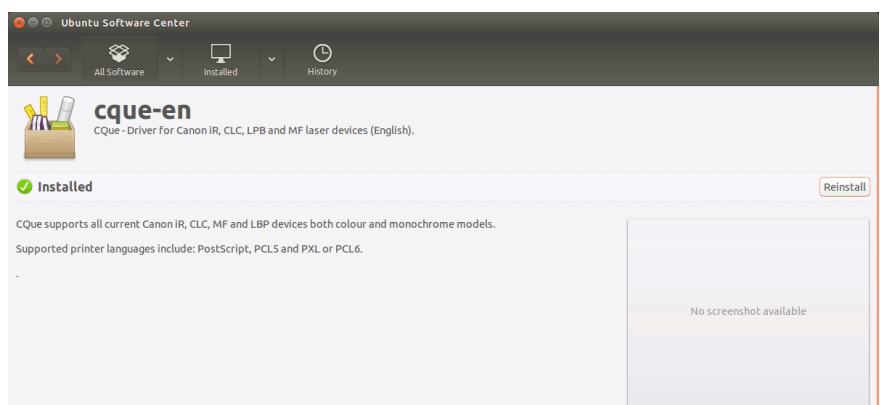 Ubuntu Software Center
All Software
Installed
History
cque-en
CQue - Driver for Canon iR, CLC, LPB and MF laser devices (English).
Installed
Reinstall
CQue supports all current Canon iR, CLC, MF and LBP devices both colour and monochrome models.
Supported printer languages include: PostScript, PCL5 and PXL or PCL6.
.
No screenshot available